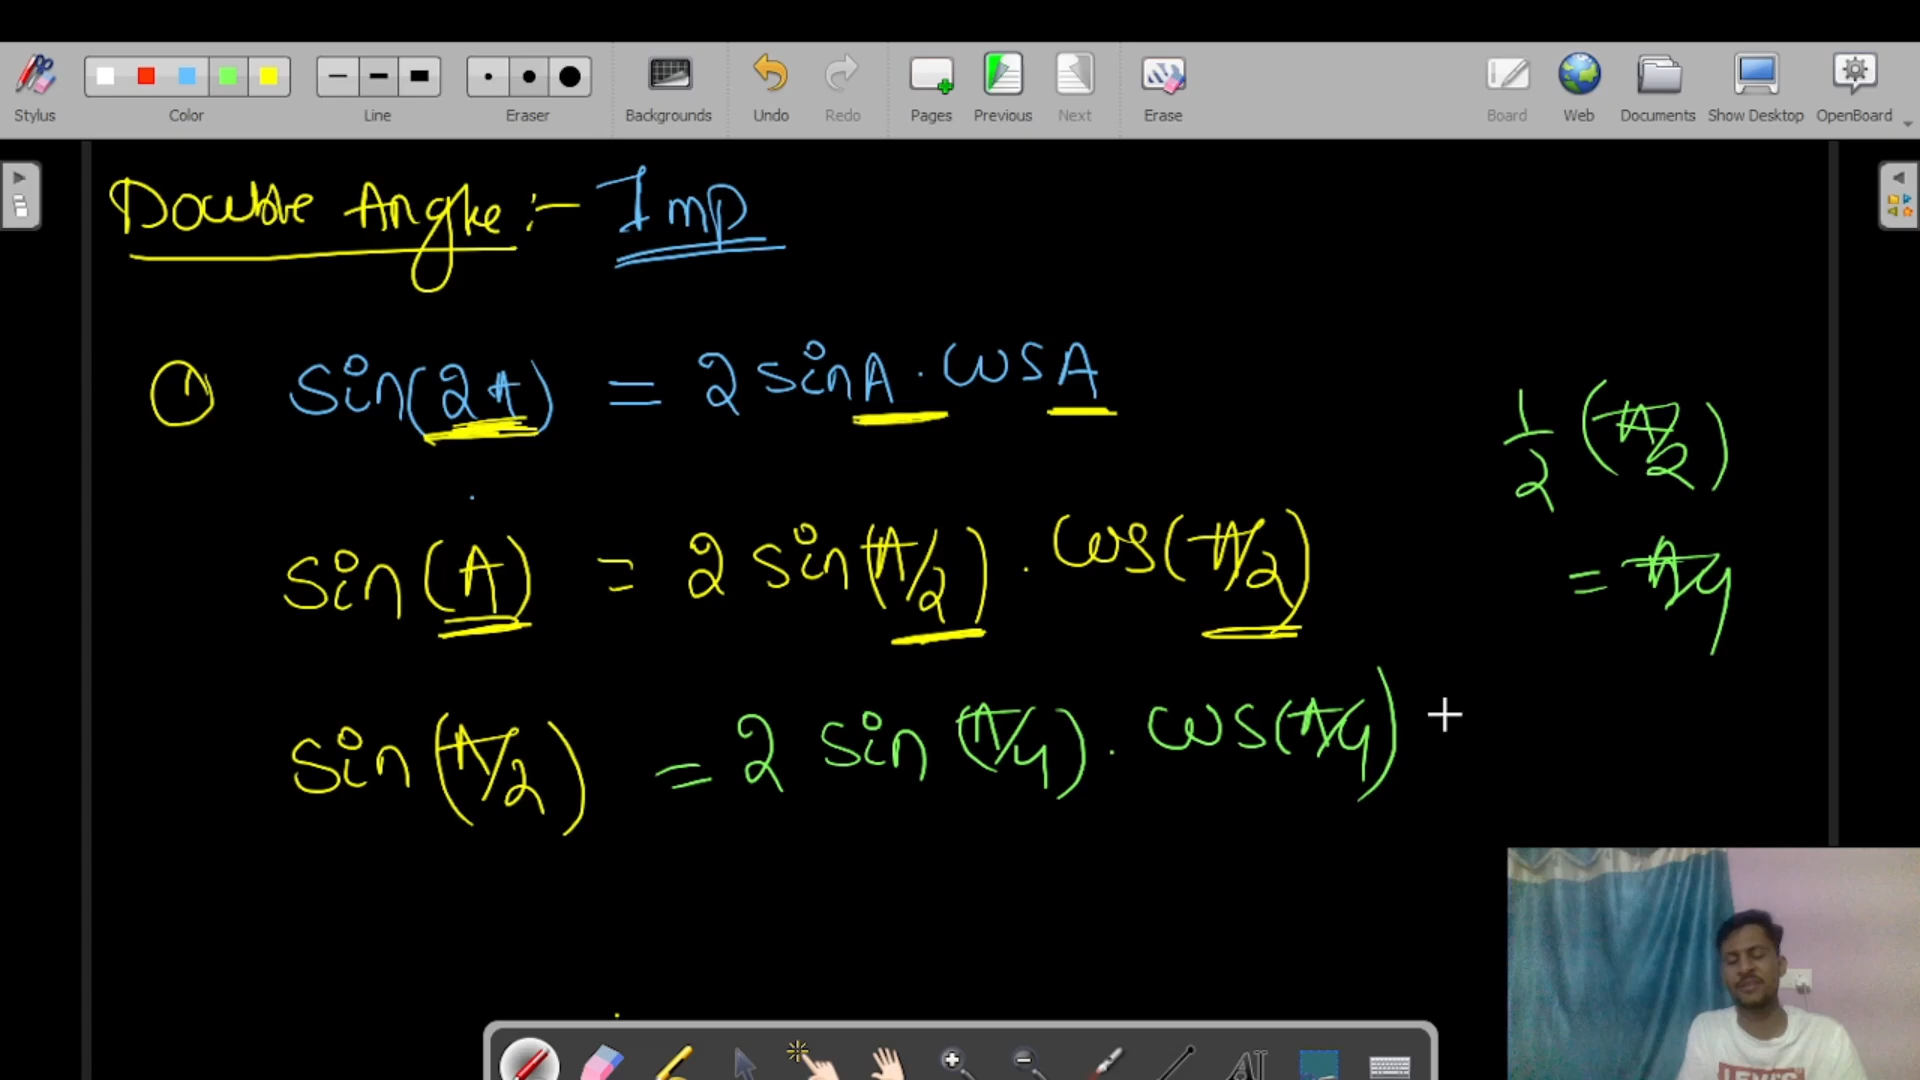 Stylus Color Line Eraser Backgrounds Undo Redo Pages Previous Next Erase Board Web Documents Show Desktop OpenBoard
Double Angle :- Imp
① sin(2A) = 2 sinA · cosA
sin(A) = 2 sin(A/2) · cos(A/2)
sin(A/2) = 2 sin(A/4) · cos(A/4)
1/2 (A/2)
= A/4